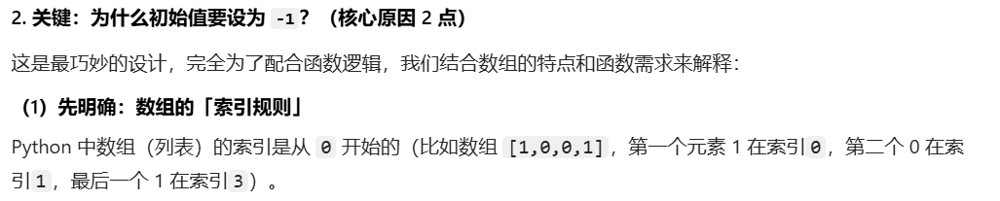 2. 关键：为什么初始值要设为 -1？（核心原因 2 点）
这是最巧妙的设计，完全为了配合函数逻辑，我们结合数组的特点和函数需求来解释：
（1）先明确：数组的「索引规则」
Python 中数组（列表）的索引是从 0 开始的（比如数组 [1,0,0,1]，第一个元素 1 在索引0，第二个 0 在索
引1，最后一个 1 在索引3）。